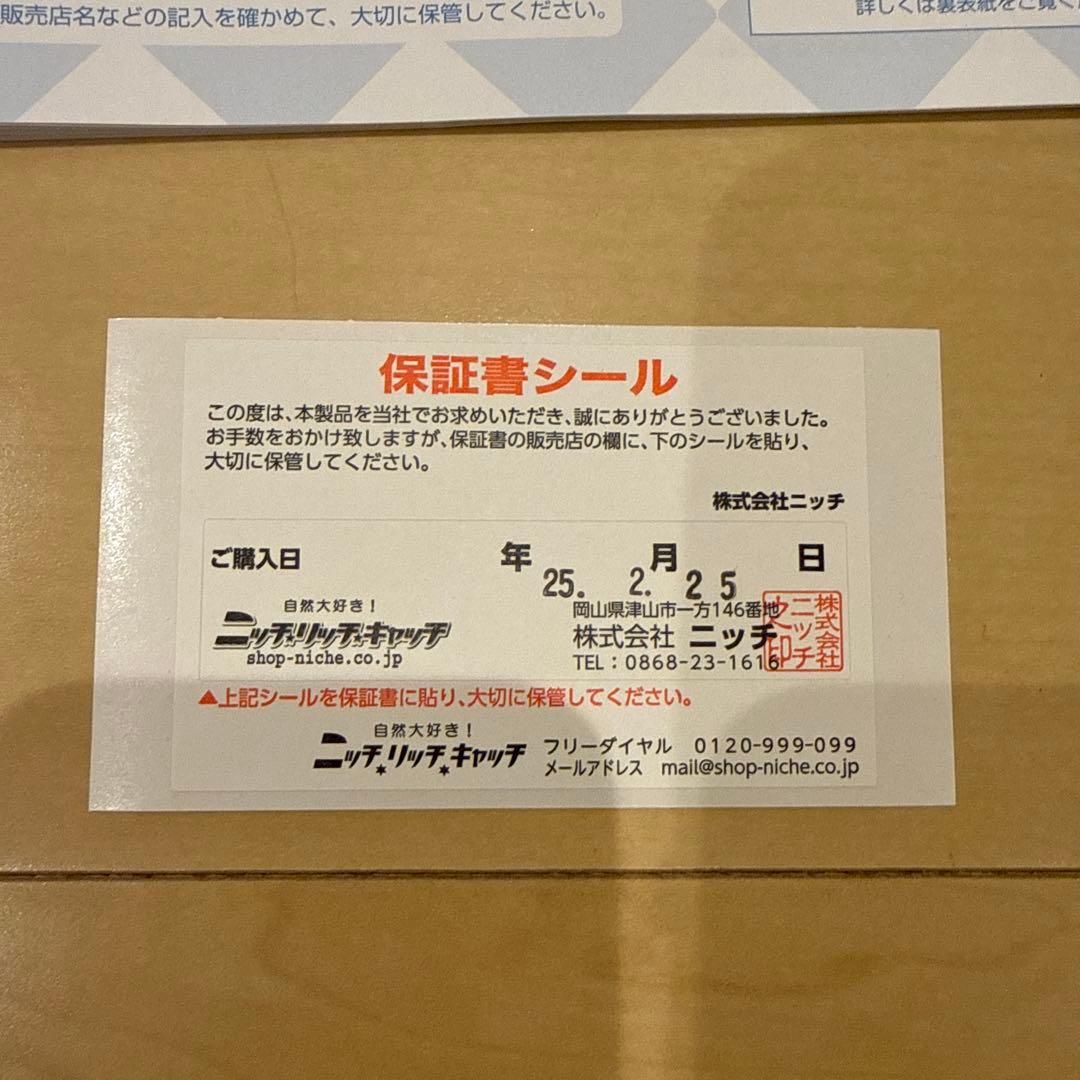 販売店名などの記入を確かめて、大切に保管してください。
詳しくは裏表紙をご覧くだ
保証書シール
この度は、本製品を当社でお求めいただき、誠にありがとうございました。
お手数をおかけ致しますが、保証書の販売店の欄に、下のシールを貼り、
大切に保管してください。
株式会社ニッチ
ご購入日 年 月 日
25. 2. 25
自然大好き!
ニッチ★リッチ★キャッチ
shop-niche.co.jp
岡山県津山市一方146番地
株式会社 ニッチ
TEL:0868-23-1616
株式会社
ニッチ
之印
▲上記シールを保証書に貼り、大切に保管してください。
自然大好き!
ニッチ★リッチ★キャッチ
フリーダイヤル 0120-999-099
メールアドレス mail@shop-niche.co.jp